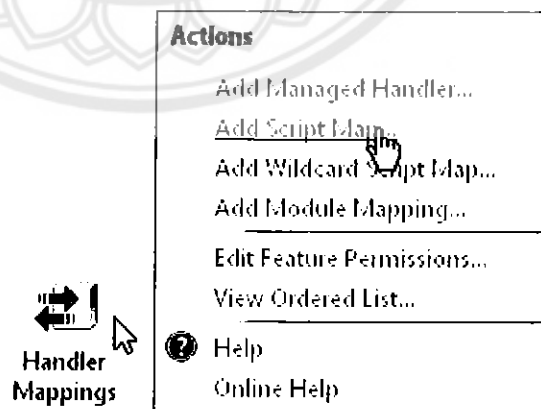 Actions
Add Managed Handler...
Add Script Map...
Add Wildcard Script Map...
Add Module Mapping...
Edit Feature Permissions...
View Ordered List...
Help
Online Help
Handler
Mappings